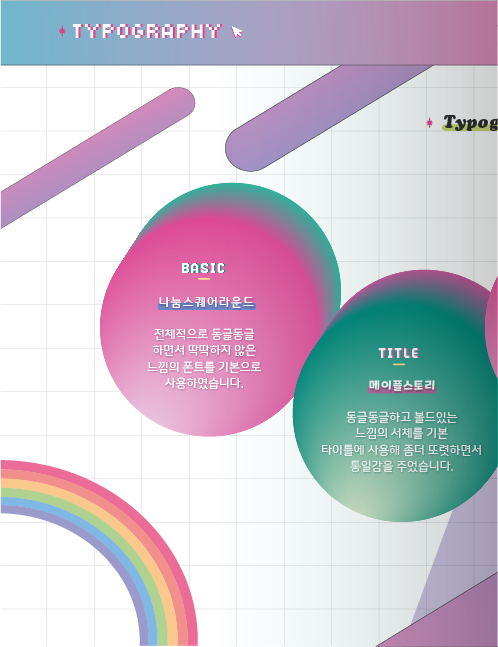 TYPOGRAPHY
Typog
BASIC
나눔스퀘어라운드
전체적으로 동글동글
하면서 딱딱하지 않은
느낌의 폰트를 기본으로
사용하였습니다.
TITLE
메이플스토리
동글동글하고 볼드있는
느낌의 서체를 기본
타이틀에 사용해 좀더 또렷하면서
통일감을 주었습니다.